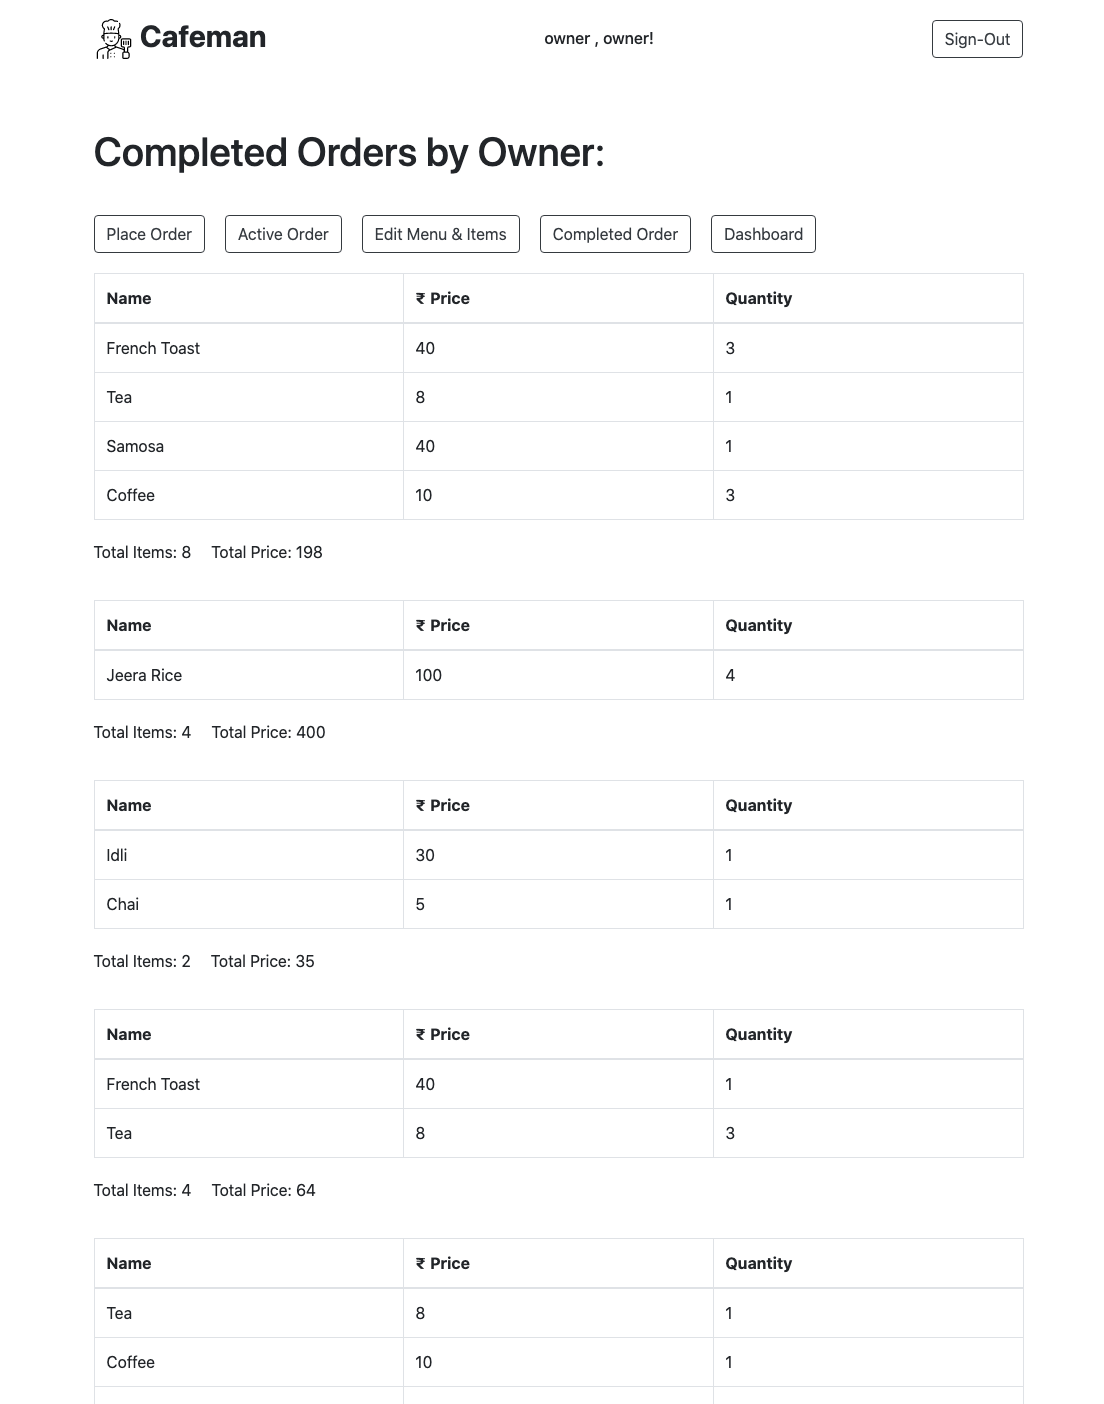 Cafeman
owner , owner!
Sign-Out
Completed Orders by Owner:
Place Order Active Order Edit Menu & Items Completed Order Dashboard
Name ₹ Price Quantity
French Toast 40 3
Tea 8 1
Samosa 40 1
Coffee 10 3
Total Items: 8 Total Price: 198
Name ₹ Price Quantity
Jeera Rice 100 4
Total Items: 4 Total Price: 400
Name ₹ Price Quantity
Idli 30 1
Chai 5 1
Total Items: 2 Total Price: 35
Name ₹ Price Quantity
French Toast 40 1
Tea 8 3
Total Items: 4 Total Price: 64
Name ₹ Price Quantity
Tea 8 1
Coffee 10 1